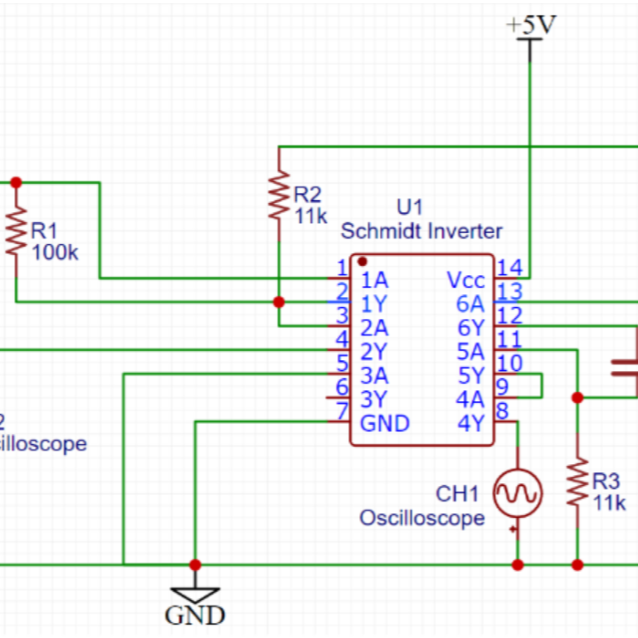 +5V
R2
11k
U1
Schmidt Inverter
R1
100k
1
1A
Vcc
14
2
1Y
6A
13
3
2A
6Y
12
4
2Y
5A
11
5
3A
5Y
10
6
3Y
4A
9
7
GND
4Y
8
2
illoscope
CH1
Oscilloscope
R3
11k
GND